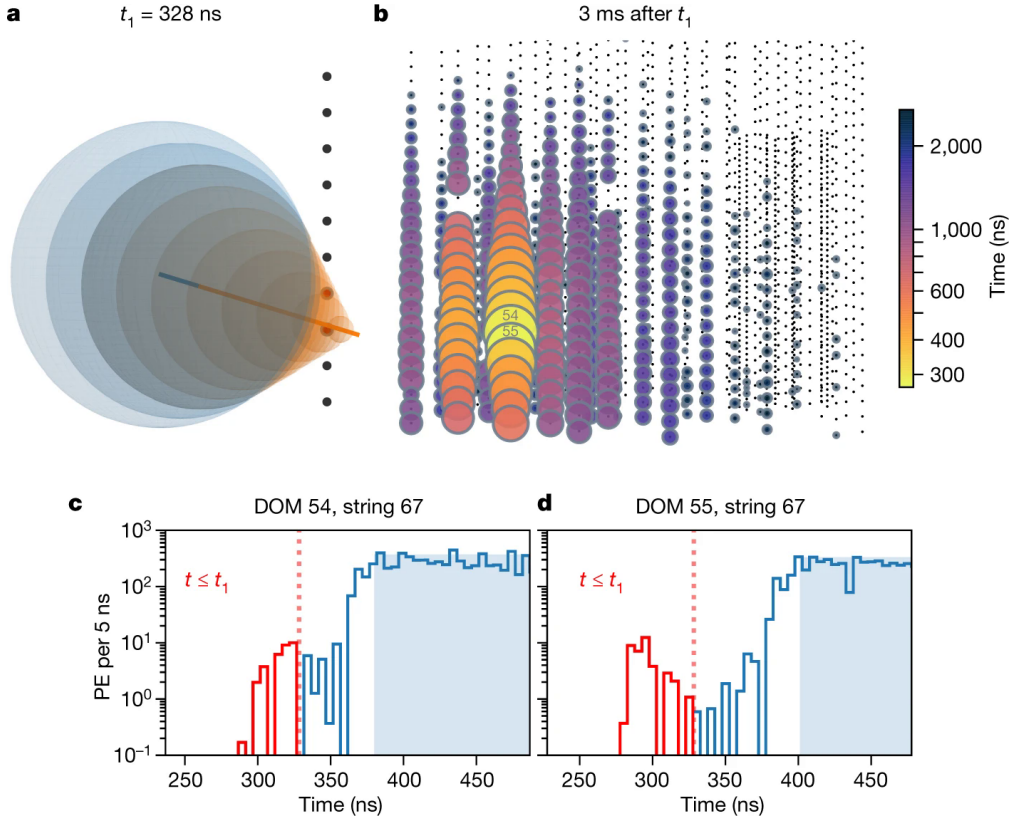 a
t₁ = 328 ns
b
3 ms after t₁
54
55
2,000
1,000
600
400
300
Time (ns)
c
DOM 54, string 67
10³
10²
10¹
10⁰
10⁻¹
PE per 5 ns
t ≤ t₁
250 300 350 400 450
Time (ns)
d
DOM 55, string 67
t ≤ t₁
250 300 350 400 450
Time (ns)